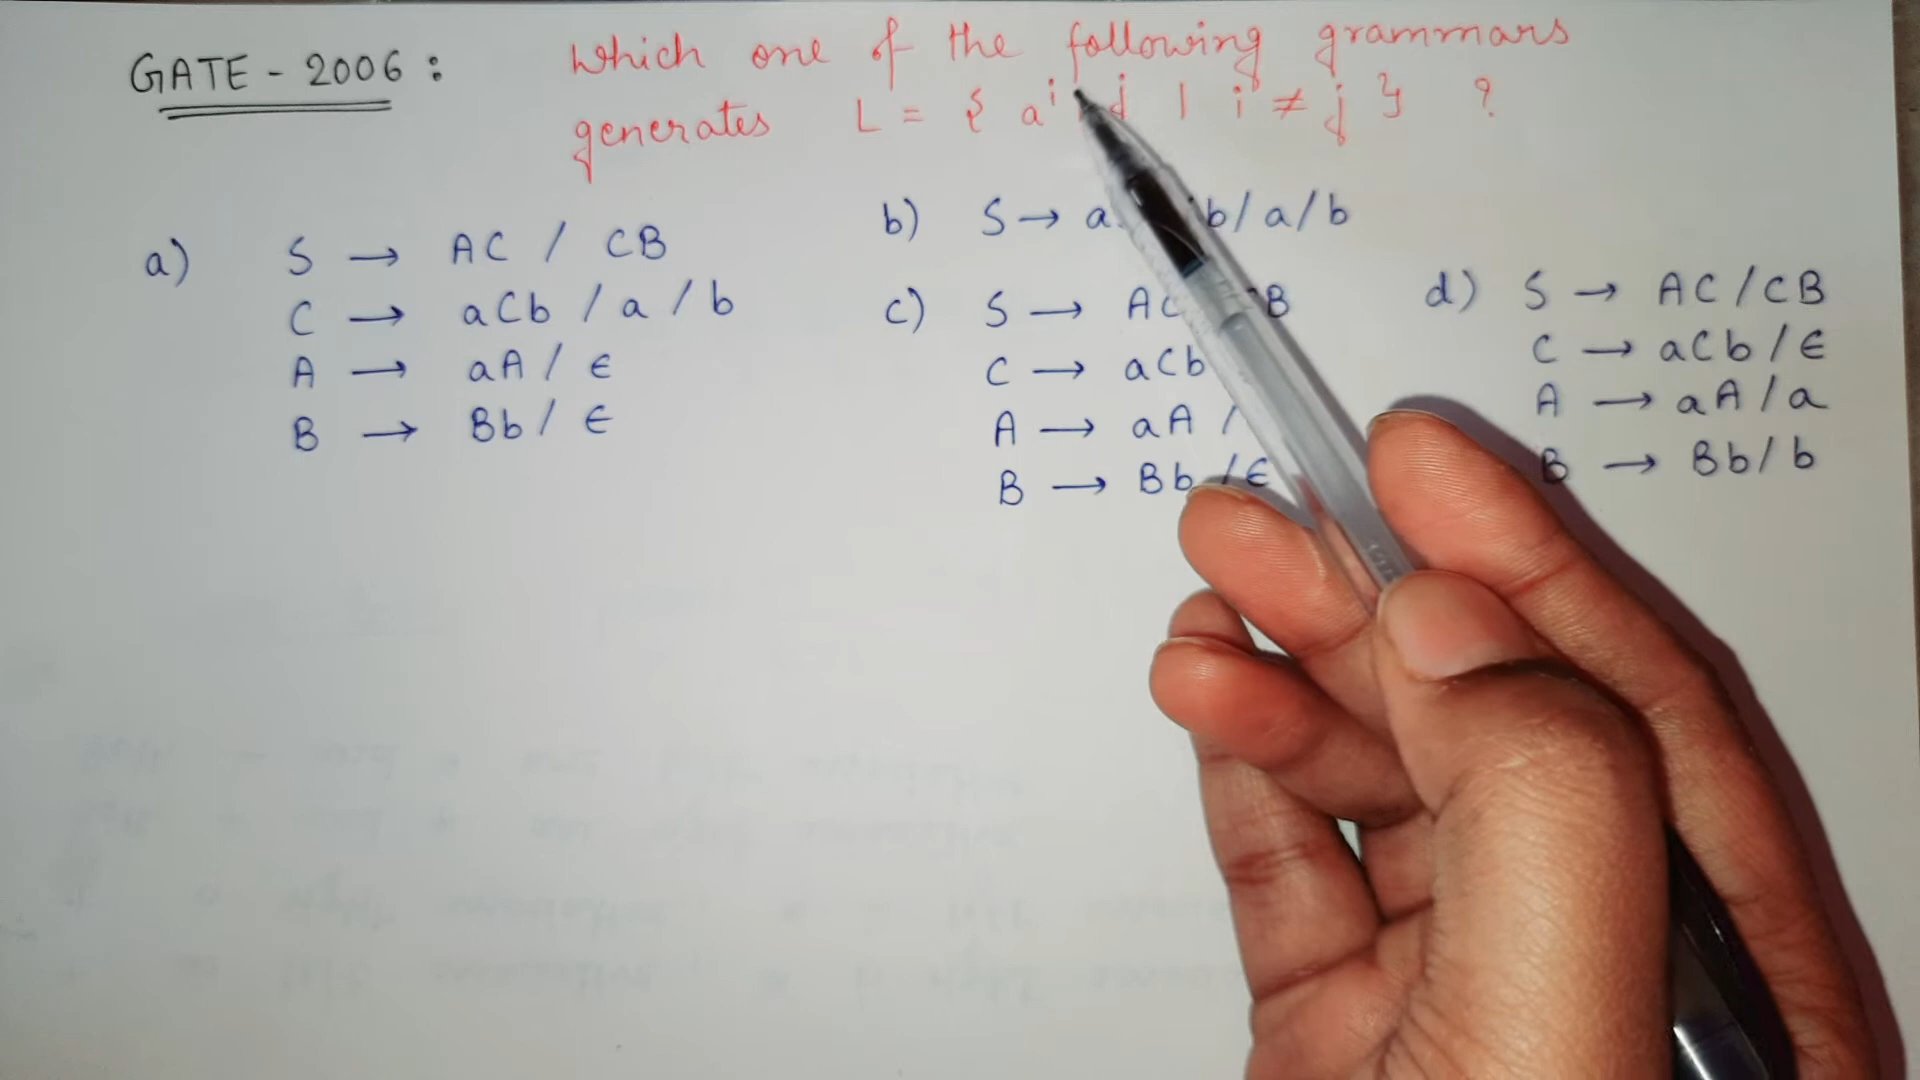 GATE - 2006 : Which one of the following grammars
generates L = { a^i j | i ≠ j } ?
a) S → AC / CB
C → aCb / a / b
A → aA / ϵ
B → Bb / ϵ
b) S → a b / a / b
c) S → AC B
C → aCb
A → aA /
B → Bb / ϵ
d) S → AC / CB
C → aCb / ϵ
A → aA / a
B → Bb / b